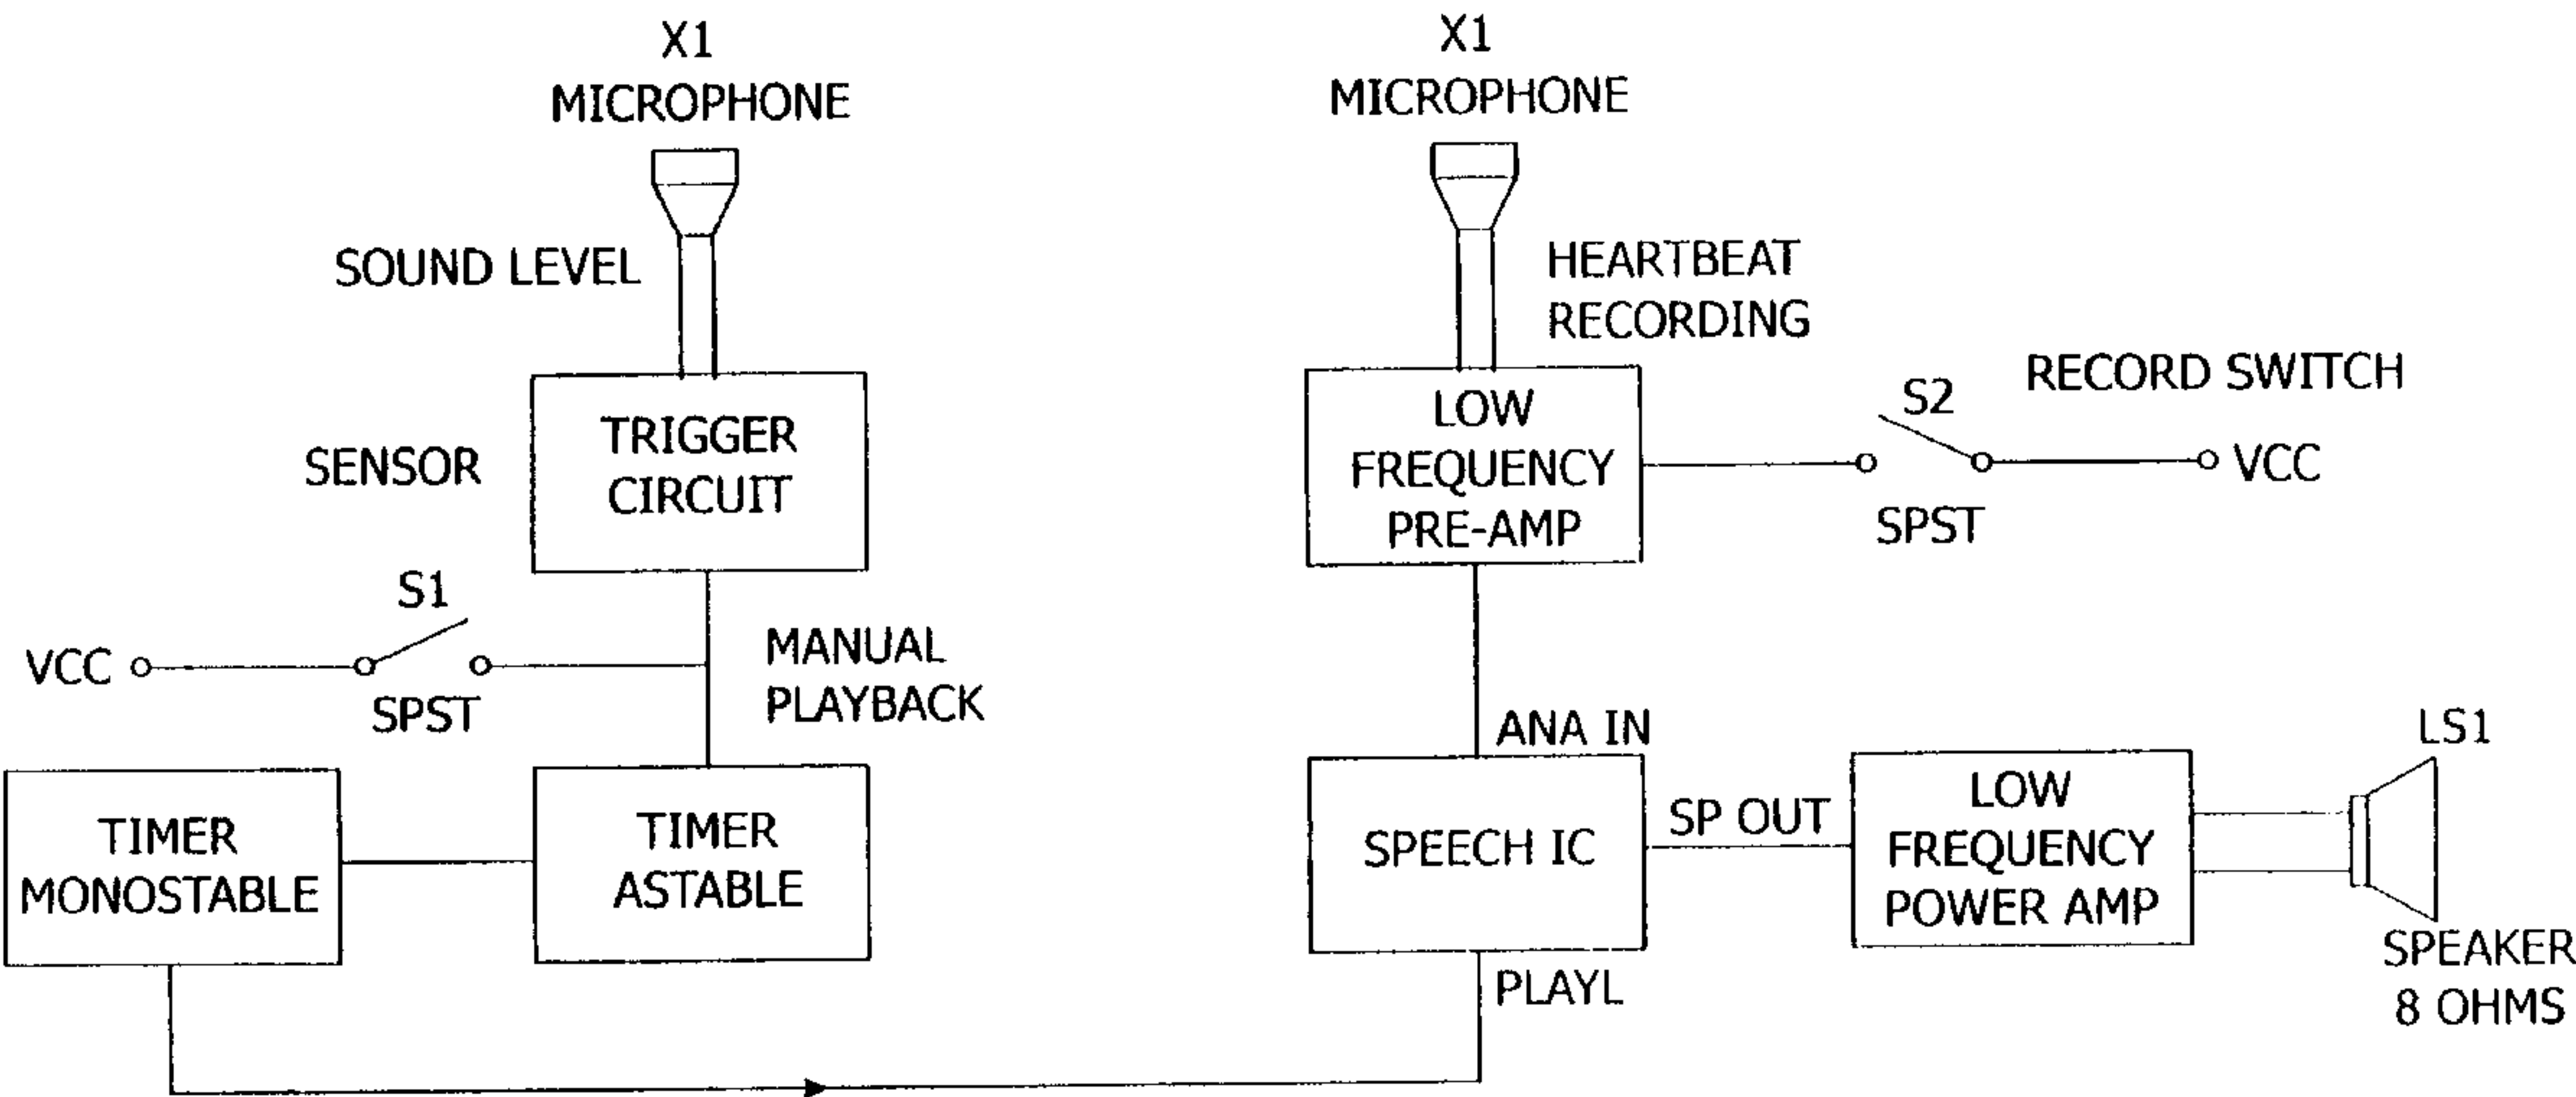 X1
MICROPHONE
SOUND LEVEL
SENSOR
TRIGGER
CIRCUIT
S1
VCC
SPST
MANUAL
PLAYBACK
TIMER
MONOSTABLE
TIMER
ASTABLE
X1
MICROPHONE
HEARTBEAT
RECORDING
LOW
FREQUENCY
PRE-AMP
S2
RECORD SWITCH
VCC
SPST
ANA IN
SPEECH IC
SP OUT
PLAYL
LOW
FREQUENCY
POWER AMP
LS1
SPEAKER
8 OHMS